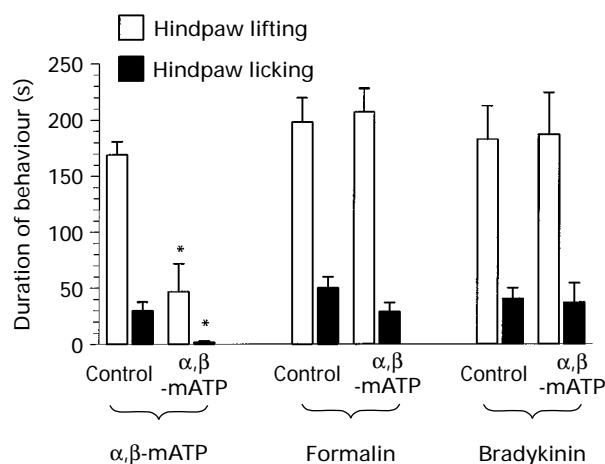 Hindpaw lifting
Hindpaw licking
Duration of behaviour (s)
250
200
150
100
50
0
*
*
Control
α,β
-mATP
Control
α,β
-mATP
Control
α,β
-mATP
α,β-mATP
Formalin
Bradykinin